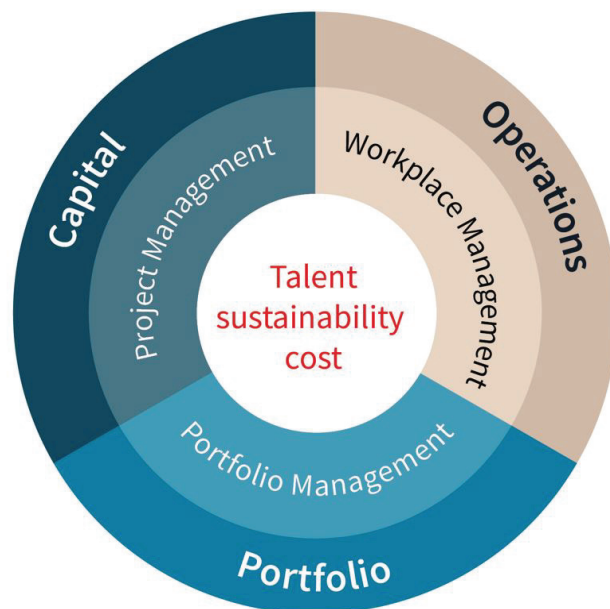 Capital
Project Management
Operations
Workplace Management
Talent
sustainability
cost
Portfolio Management
Portfolio